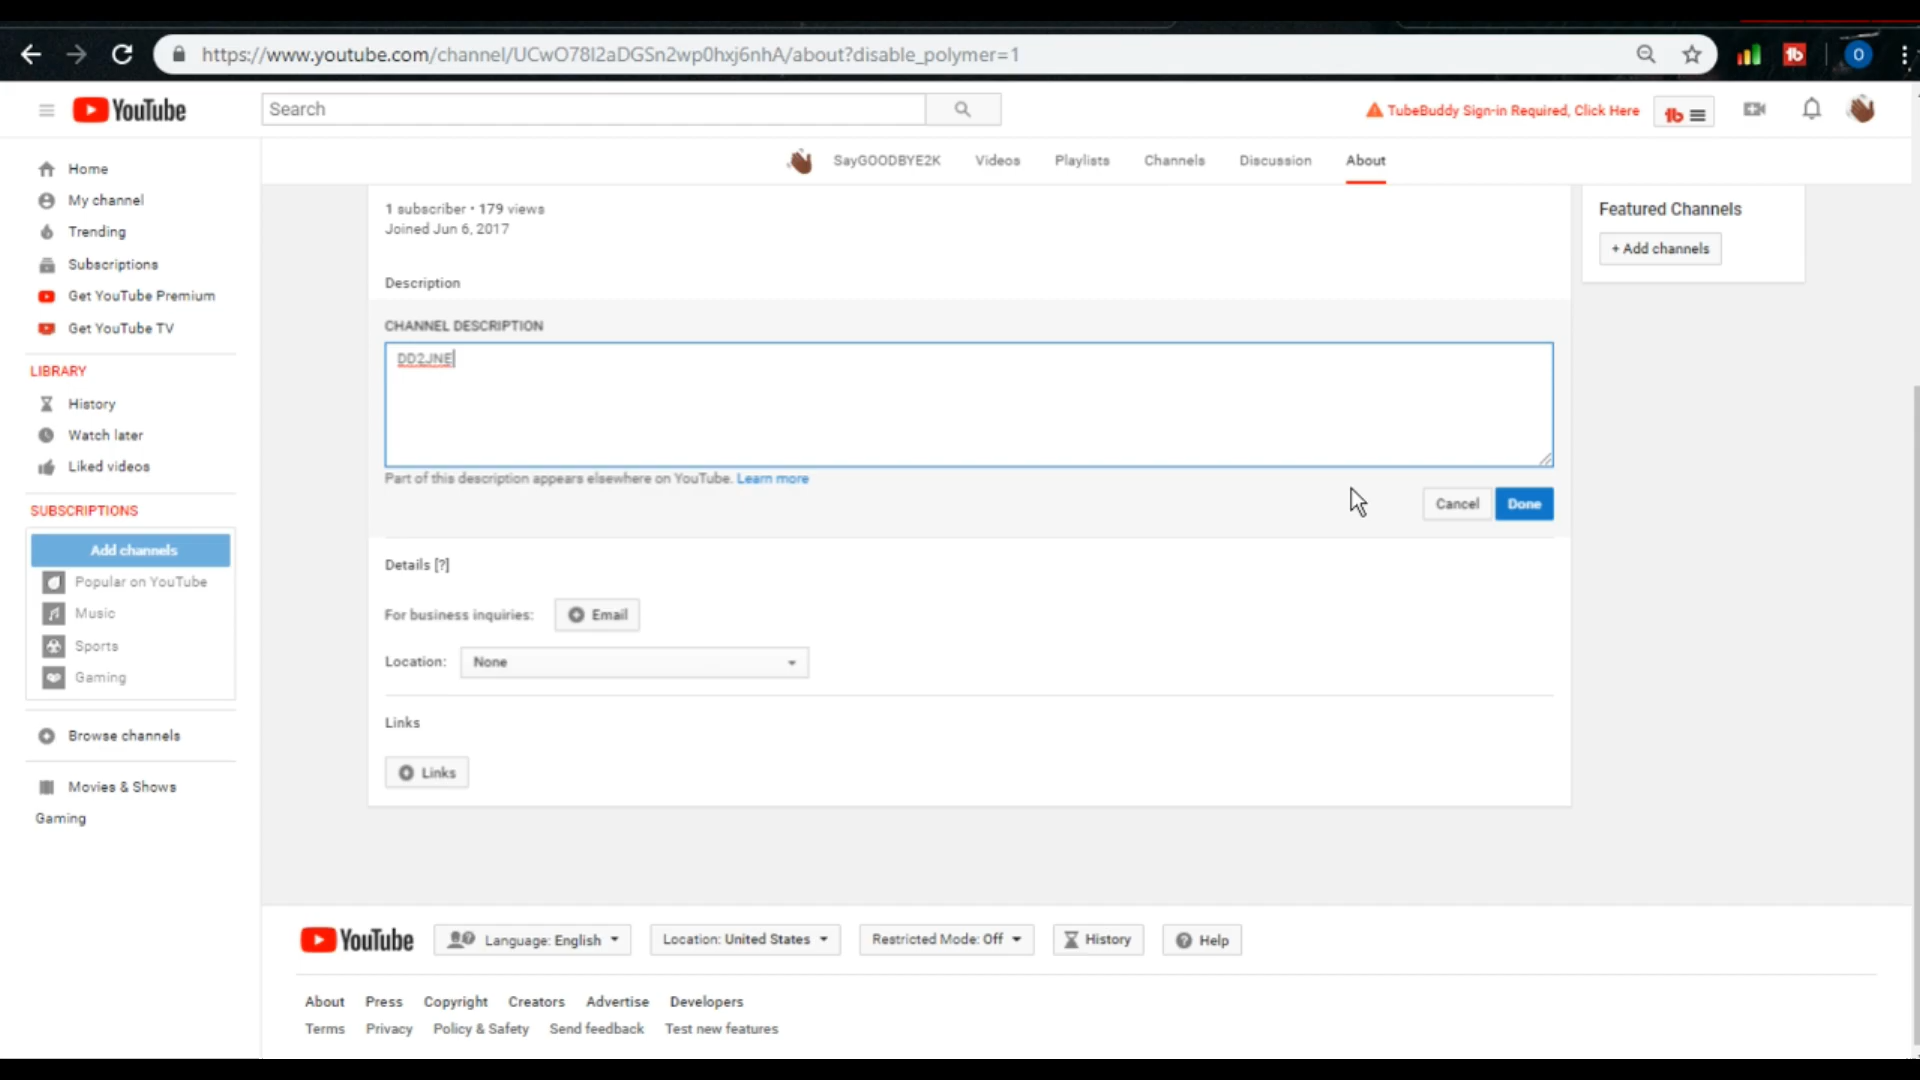 https://www.youtube.com/channel/UCwO78I2aDGSn2wp0hxj6nhA/about?disable_polymer=1
O
YouTube
Search
TubeBuddy Sign-in Required, Click Here
tb
SayGOODBYE2K
Videos
Playlists
Channels
Discussion
About
Home
My channel
Trending
Subscriptions
Get YouTube Premium
Get YouTube TV
LIBRARY
History
Watch later
Liked videos
SUBSCRIPTIONS
Add channels
Popular on YouTube
Music
Sports
Gaming
Browse channels
Movies & Shows
Gaming
1 subscriber • 179 views
Joined Jun 6, 2017
Description
CHANNEL DESCRIPTION
DD2JNE
Part of this description appears elsewhere on YouTube. Learn more
Cancel
Done
Details [?]
For business inquiries:
Email
Location:
None
Links
Links
Featured Channels
+ Add channels
YouTube
Language: English
Location: United States
Restricted Mode: Off
History
Help
About
Press
Copyright
Creators
Advertise
Developers
Terms
Privacy
Policy & Safety
Send feedback
Test new features